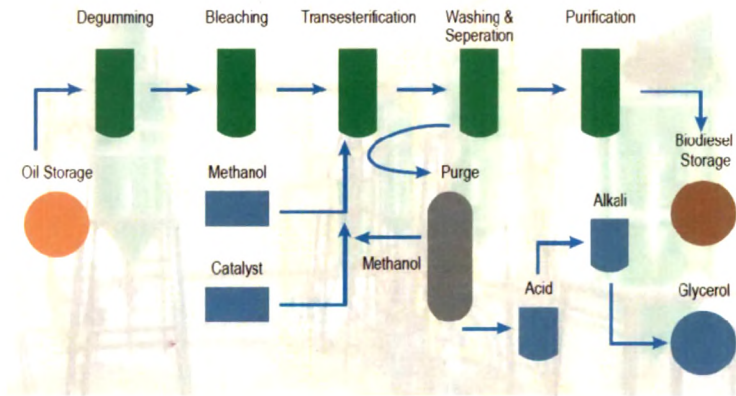 Degumming
Bleaching
Transesterification
Washing &
Seperation
Purification
Oil Storage
Methanol
Purge
Biodiesel
Storage
Alkali
Catalyst
Methanol
Acid
Glycerol